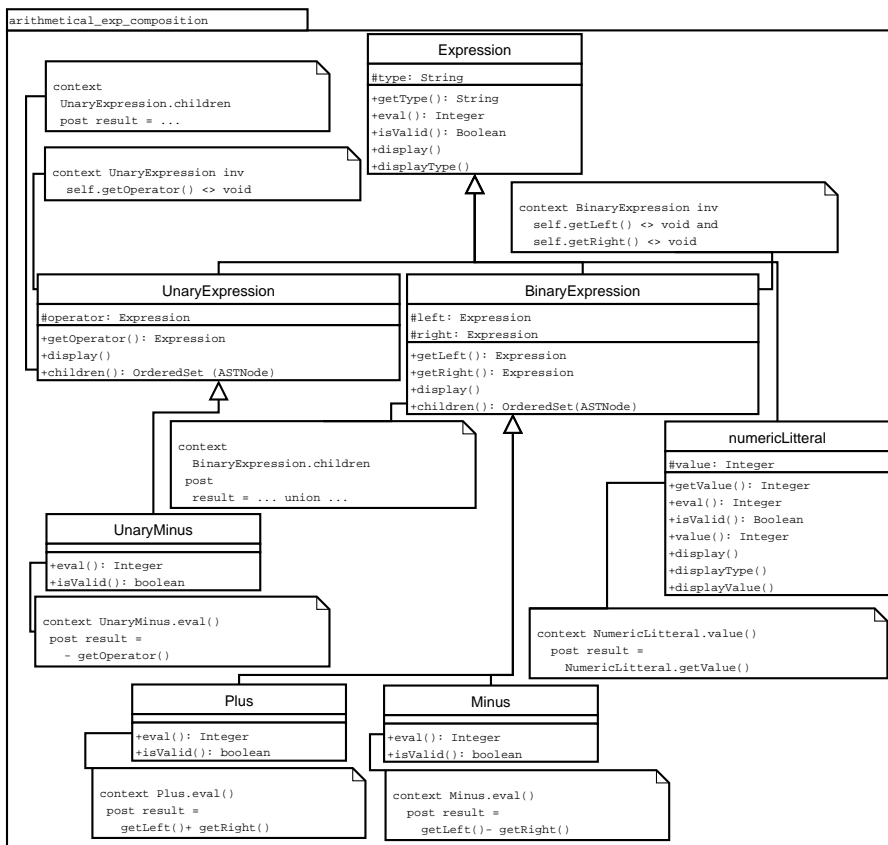 arithmetical_exp_composition
Expression
#type: String
+getType(): String
+eval(): Integer
+isValid(): Boolean
+display()
+displayType()
context
UnaryExpression.children
post result = ...
context UnaryExpression inv
self.getOperator() <> void
context BinaryExpression inv
self.getLeft() <> void and
self.getRight() <> void
UnaryExpression
#operator: Expression
+getOperator(): Expression
+display()
+children(): OrderedSet (ASTNode)
BinaryExpression
#left: Expression
#right: Expression
+getLeft(): Expression
+getRight(): Expression
+display()
+children(): OrderedSet(ASTNode)
context
BinaryExpression.children
post
result = ... union ...
numericLitteral
#value: Integer
+getValue(): Integer
+eval(): Integer
+isValid(): Boolean
+value(): Integer
+display()
+displayType()
+displayValue()
UnaryMinus
+eval(): Integer
+isValid(): boolean
context UnaryMinus.eval()
post result =
- getOperator()
context NumericLitteral.value()
post result =
NumericLitteral.getValue()
Plus
+eval(): Integer
+isValid(): boolean
Minus
+eval(): Integer
+isValid(): boolean
context Plus.eval()
post result =
getLeft()+ getRight()
context Minus.eval()
post result =
getLeft()- getRight()